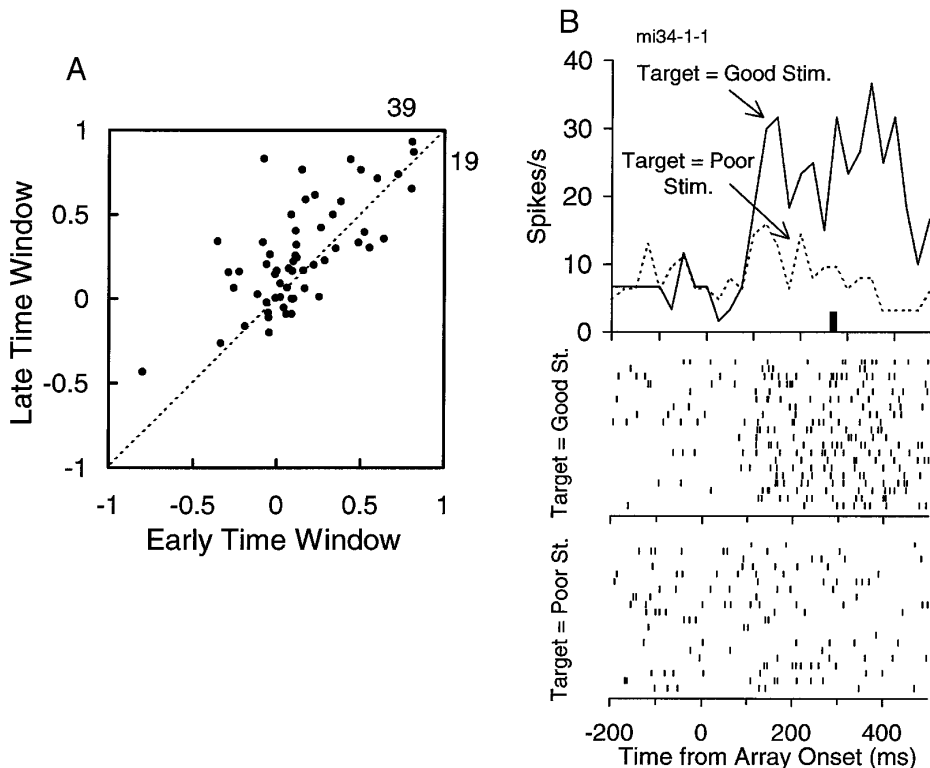 A
39
19
1
0.5
0
-0.5
-1
Late Time Window
-1
-0.5
0
0.5
1
Early Time Window
B
mi34-1-1
Target = Good Stim.
Target = Poor
Stim.
Spikes/s
40
30
20
10
0
Target = Good St.
Target = Poor St.
-200
0
200
400
Time from Array Onset (ms)